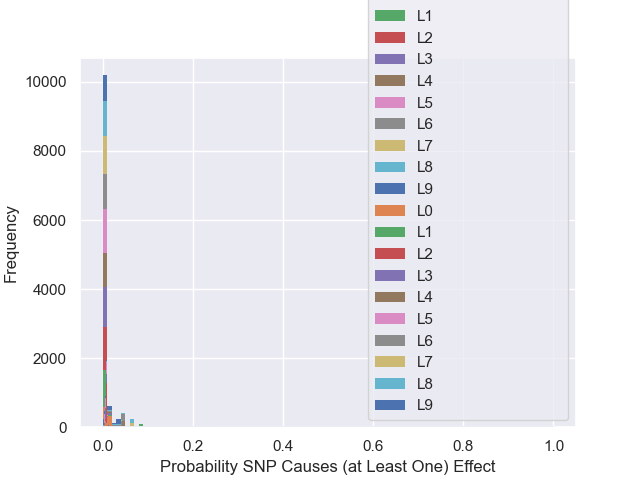 L1
L2
L3
L4
L5
L6
L7
L8
L9
L0
L1
L2
L3
L4
L5
L6
L7
L8
L9
10000
8000
6000
4000
2000
0
Frequency
0.0 0.2 0.4 0.6 0.8 1.0
Probability SNP Causes (at Least One) Effect